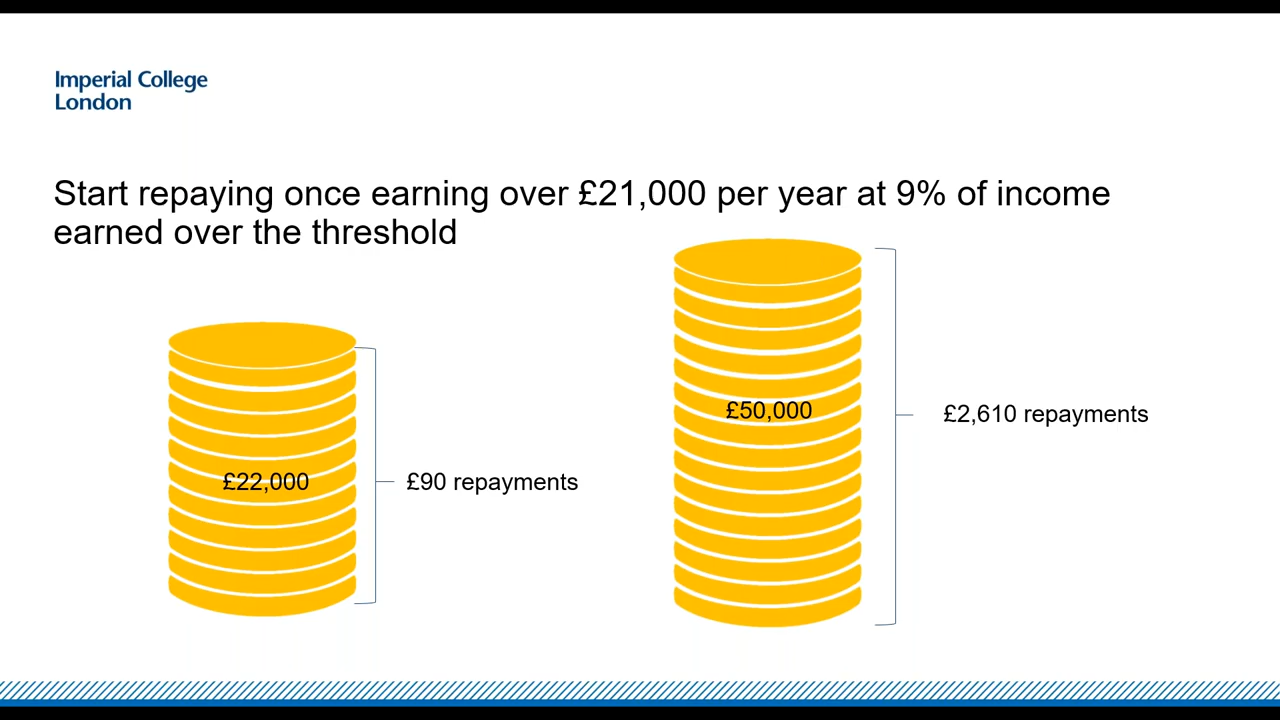 Imperial College
London
Start repaying once earning over £21,000 per year at 9% of income
earned over the threshold
£22,000
£90 repayments
£50,000
£2,610 repayments